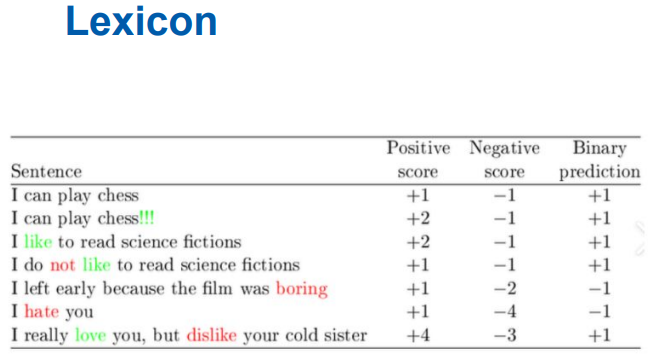 Lexicon
Positive Negative Binary
Sentence score score prediction
I can play chess +1 −1 +1
I can play chess!!! +2 −1 +1
I like to read science fictions +2 −1 +1
I do not like to read science fictions +1 −1 +1
I left early because the film was boring +1 −2 −1
I hate you +1 −4 −1
I really love you, but dislike your cold sister +4 −3 +1